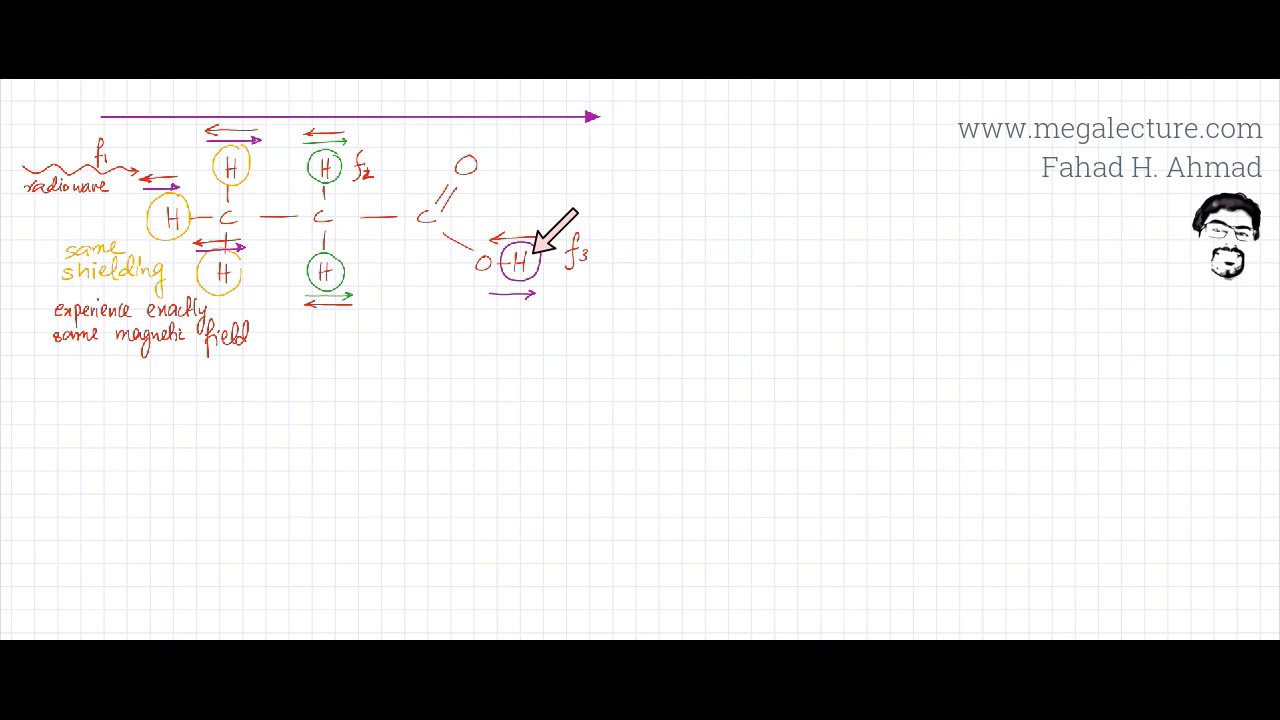 www.megalecture.com
Fahad H. Ahmad
f1
radiowave
H H f2 O
H C C C
same
shielding
H H O H f3
experience exactly
same magnetic field